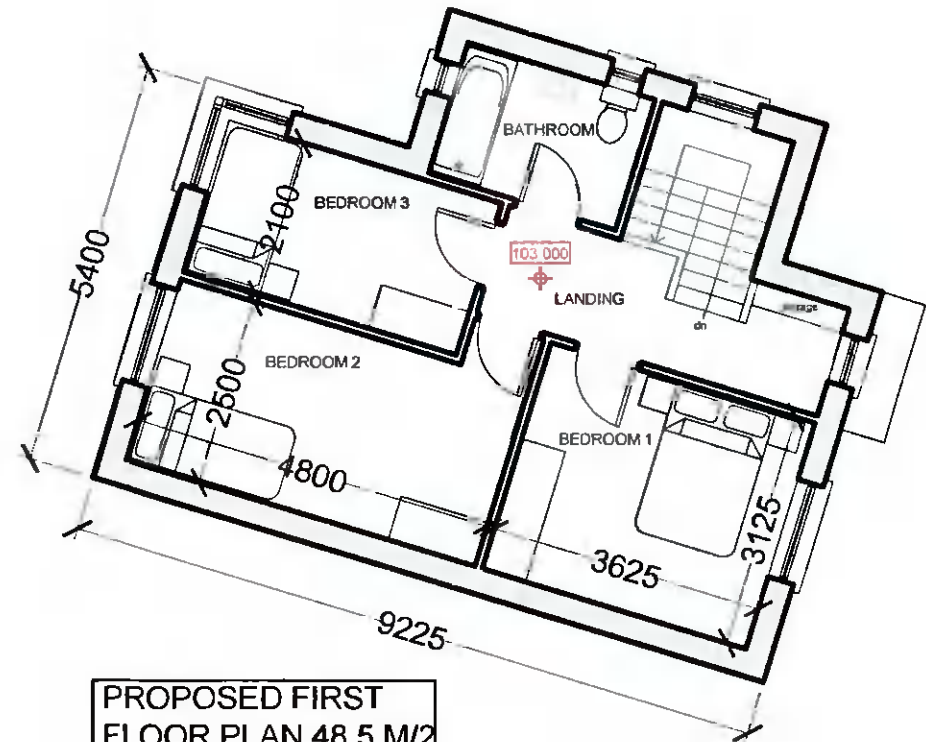 BATHROOM
BEDROOM 3
2100
5400
103 000
LANDING
storage
dn
BEDROOM 2
2500
4800
BEDROOM 1
3125
3625
9225
PROPOSED FIRST
FLOOR PLAN 48.5 M/2